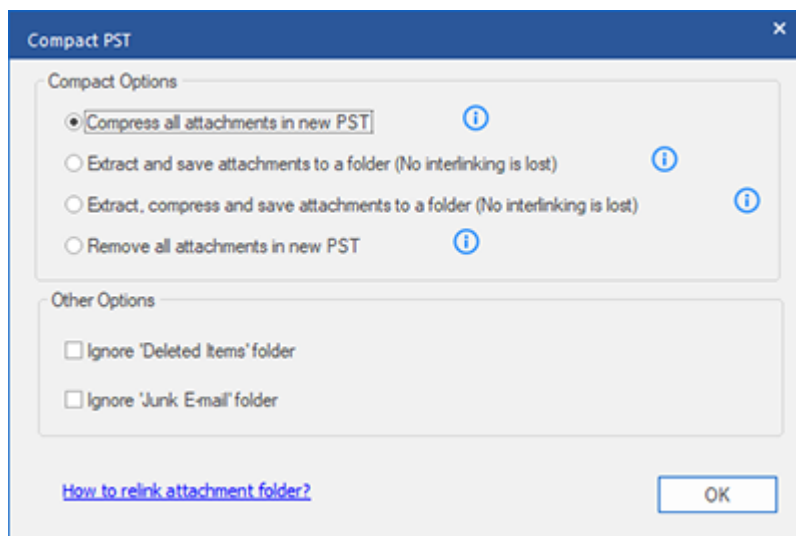 Compact PST
Compact Options
Compress all attachments in new PST
Extract and save attachments to a folder (No interlinking is lost)
Extract, compress and save attachments to a folder (No interlinking is lost)
Remove all attachments in new PST
Other Options
Ignore 'Deleted Items' folder
Ignore 'Junk E-mail' folder
How to relink attachment folder?
OK